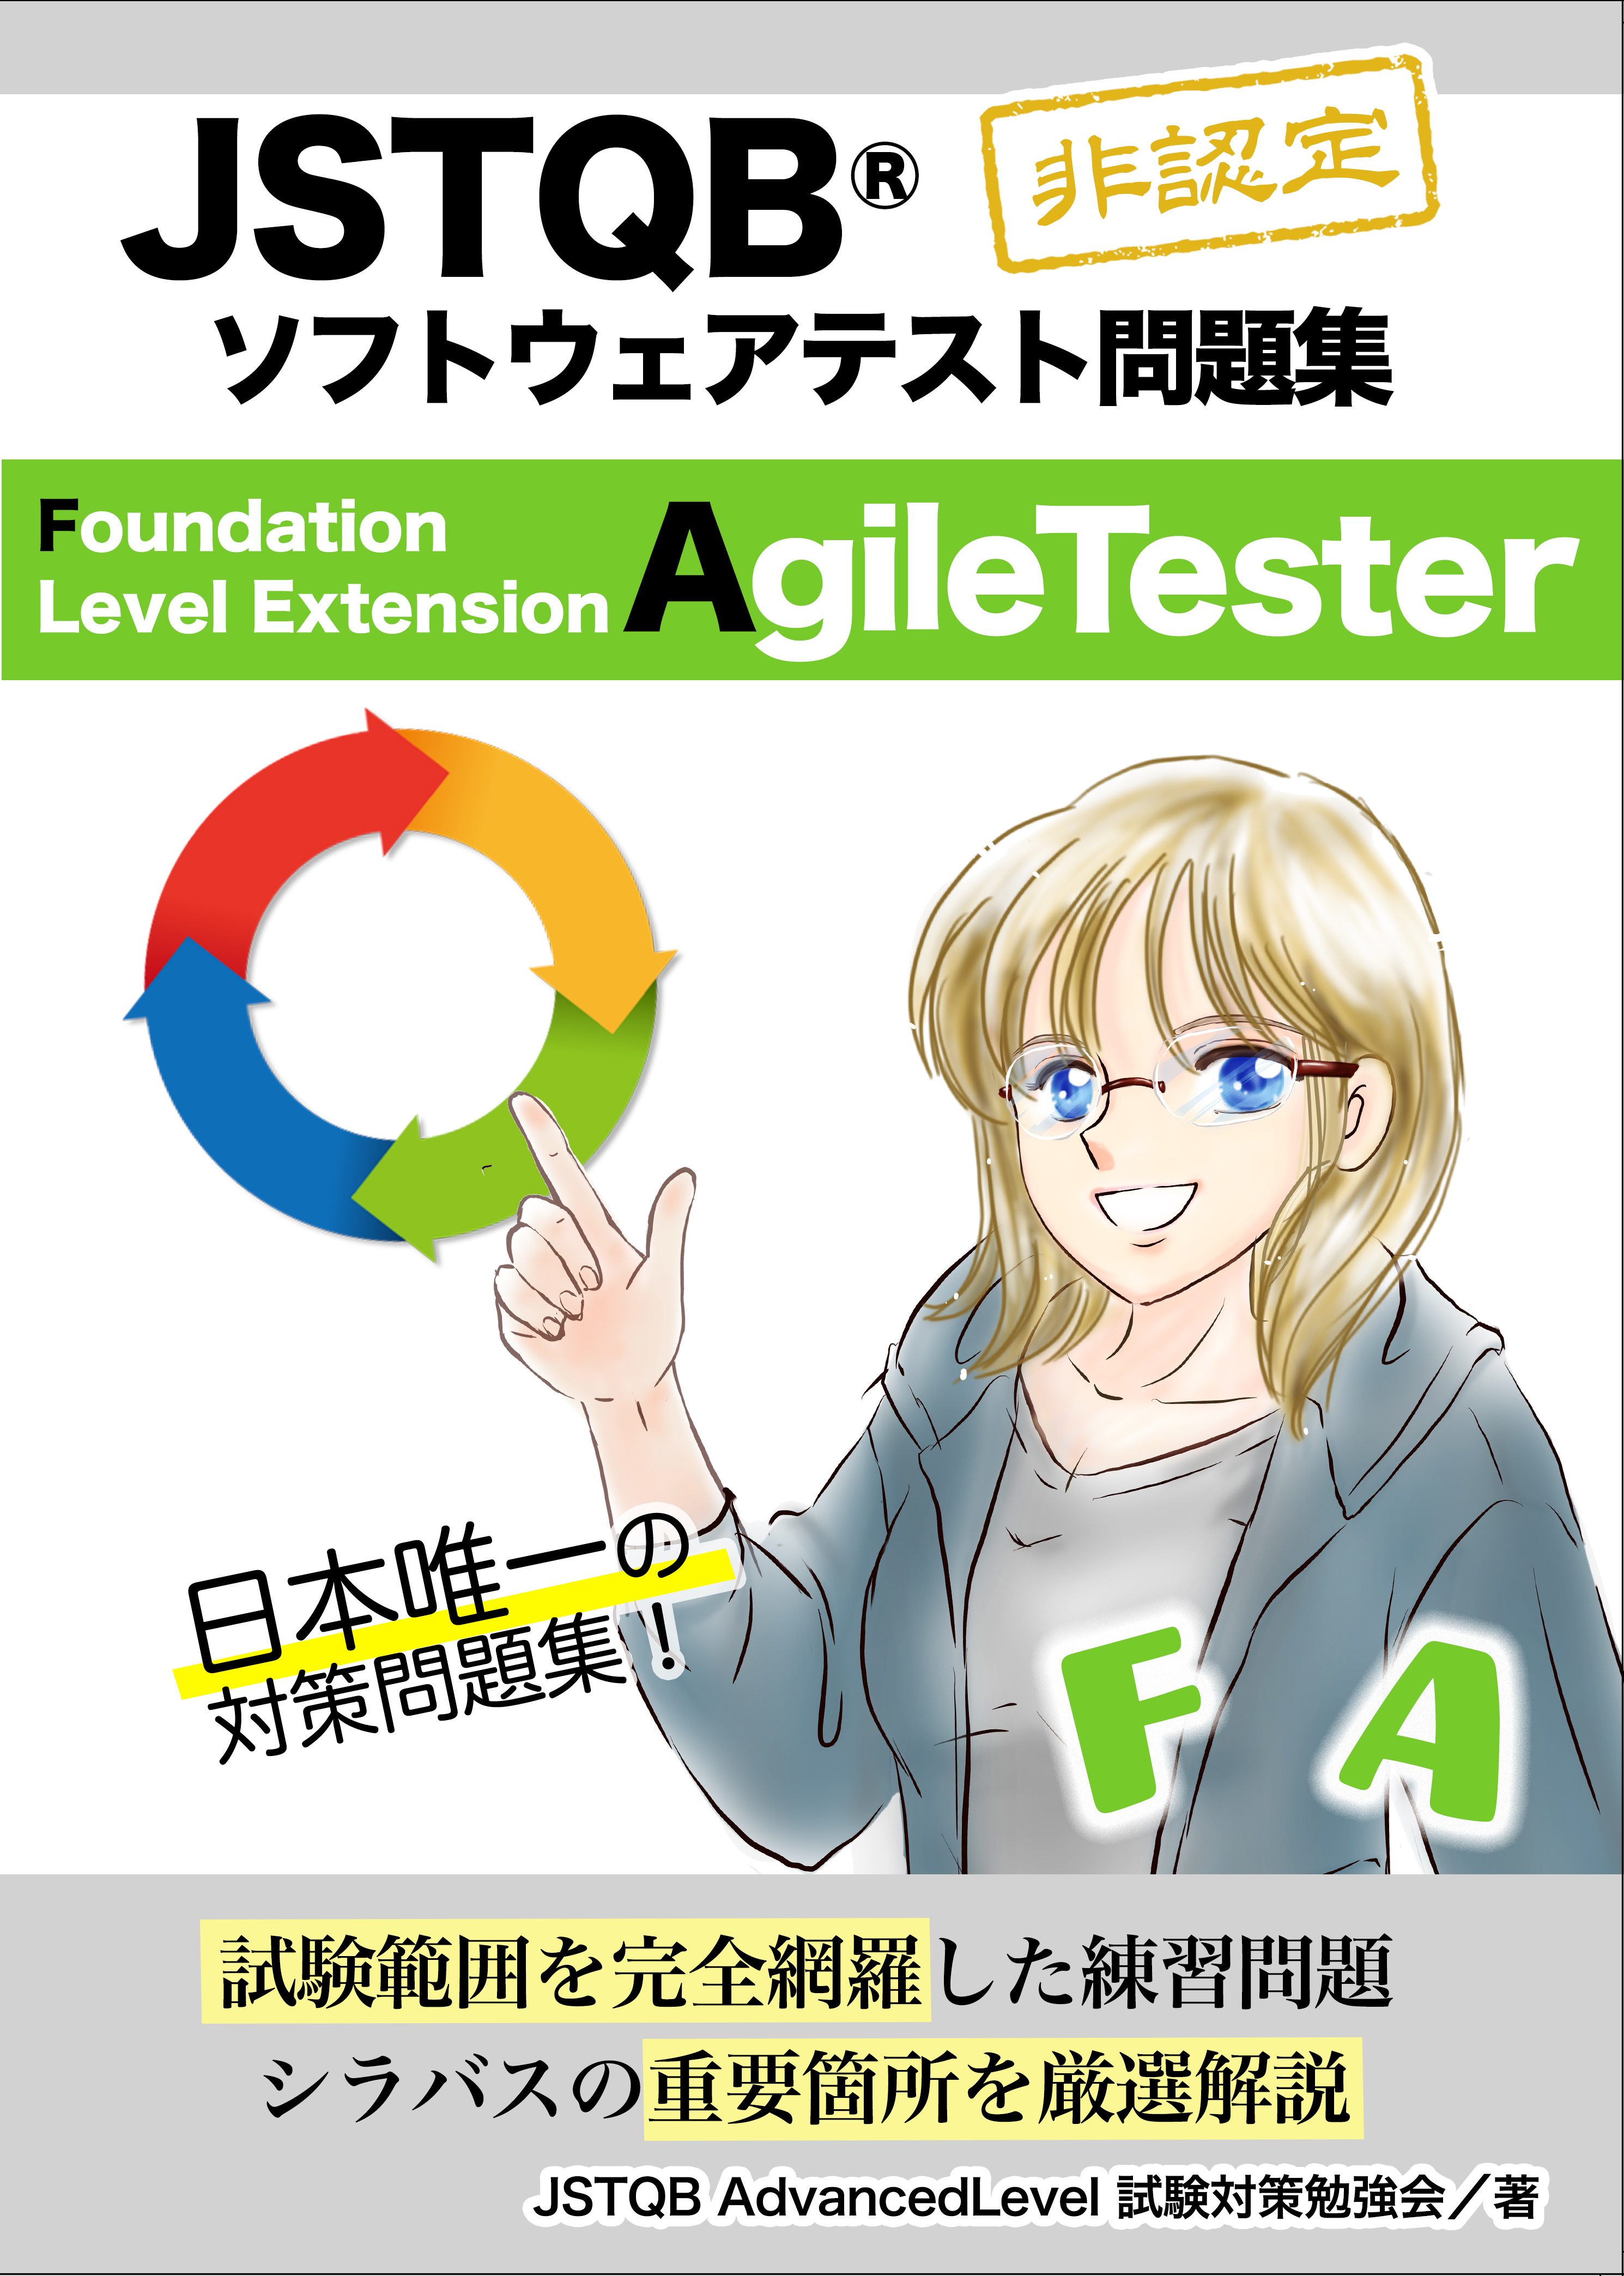 JSTQB®
非認定
ソフトウェアテスト問題集
Foundation
Level Extension
AgileTester
日本唯一の
対策問題集！
F A
試験範囲を完全網羅した練習問題
シラバスの重要箇所を厳選解説
JSTQB AdvancedLevel 試験対策勉強会／著